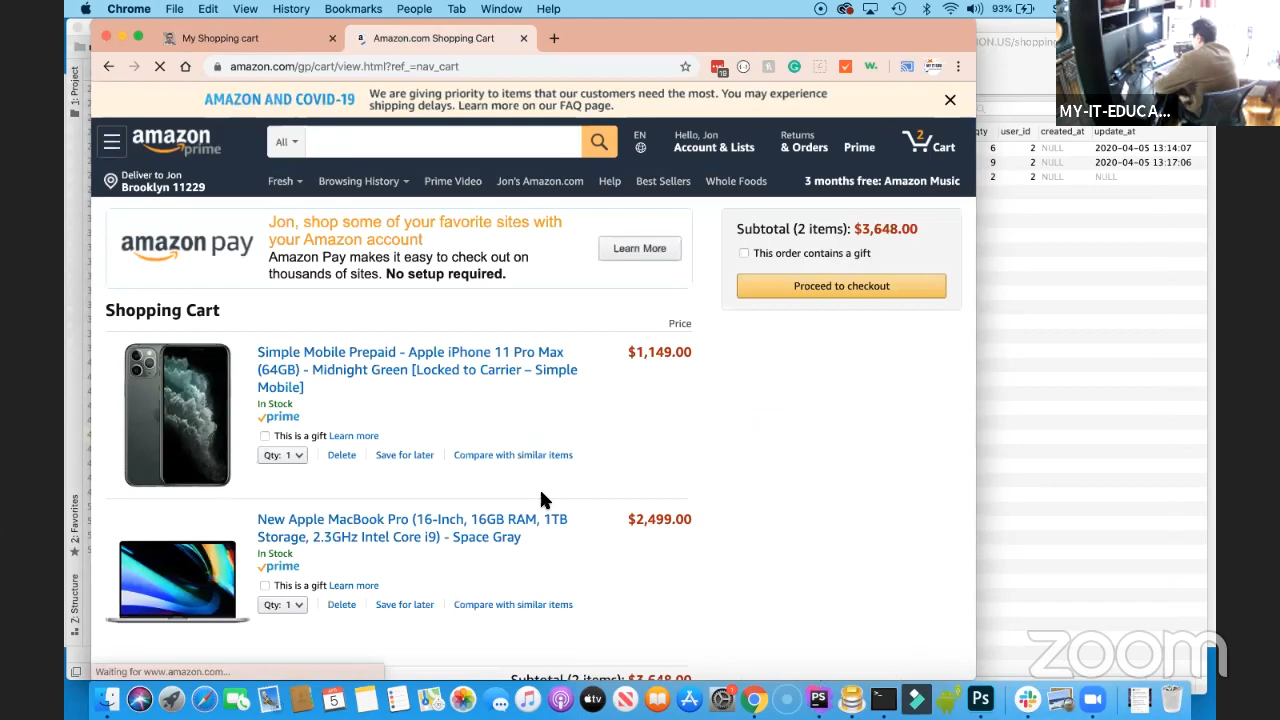 Chrome File Edit View History Bookmarks People Tab Window Help 93%
My Shopping cart Amazon.com Shopping Cart
amazon.com/gp/cart/view.html?ref_=nav_cart
ION.US/shoppin
MY-IT-EDUCA...
AMAZON AND COVID-19
We are giving priority to items that our customers need the most. You may experience
shipping delays. Learn more on our FAQ page.
amazon prime
All
EN
Hello, Jon
Account & Lists
Returns
& Orders
Prime
2
Cart
Deliver to Jon
Brooklyn 11229
Fresh Browsing History Prime Video Jon's Amazon.com Help Best Sellers Whole Foods 3 months free: Amazon Music
qty user_id created_at update_at
6 2 NULL 2020-04-05 13:14:07
9 2 NULL 2020-04-05 13:17:06
2 2 NULL NULL
amazon pay
Jon, shop some of your favorite sites with
your Amazon account
Amazon Pay makes it easy to check out on
thousands of sites. No setup required.
Learn More
Subtotal (2 items): $3,648.00
This order contains a gift
Proceed to checkout
Shopping Cart
Price
Simple Mobile Prepaid - Apple iPhone 11 Pro Max
(64GB) - Midnight Green [Locked to Carrier – Simple
Mobile]
$1,149.00
In Stock
prime
This is a gift Learn more
Qty: 1 Delete Save for later Compare with similar items
New Apple MacBook Pro (16-Inch, 16GB RAM, 1TB
Storage, 2.3GHz Intel Core i9) - Space Gray
$2,499.00
In Stock
prime
This is a gift Learn more
Qty: 1 Delete Save for later Compare with similar items
Subtotal (2 items): $3,648.00
Waiting for www.amazon.com...
1: Project
2: Favorites
Z: Structure
zoom